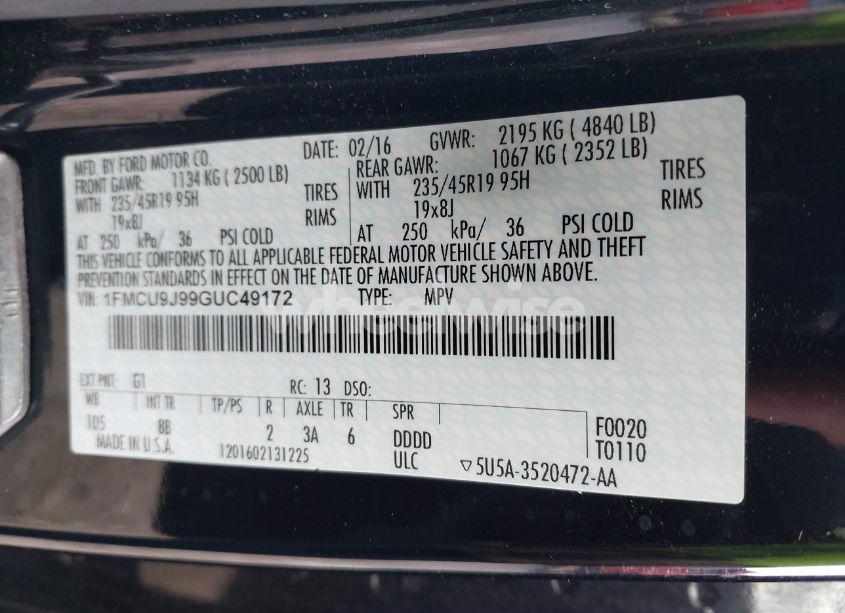 MFD. BY FORD MOTOR CO. DATE: 02/16 GVWR: 2195 KG ( 4840 LB)
FRONT GAWR: 1134 KG ( 2500 LB) REAR GAWR: 1067 KG ( 2352 LB)
WITH 235/45R19 95H TIRES WITH 235/45R19 95H TIRES
19x8J RIMS 19x8J RIMS
AT 250 kPa/ 36 PSI COLD AT 250 kPa/ 36 PSI COLD
THIS VEHICLE CONFORMS TO ALL APPLICABLE FEDERAL MOTOR VEHICLE SAFETY AND THEFT
PREVENTION STANDARDS IN EFFECT ON THE DATE OF MANUFACTURE SHOWN ABOVE.
VIN: 1FMCU9J99GUC49172 TYPE: MPV
wheelwise
EXT PNT: G1 RC: 13 DSO:
WB INT TR TP/PS R AXLE TR SPR
105 BB 2 3A 6 DDDD F0020
MADE IN U.S.A. 1201602131225 ULC T0110
▽5U5A-3520472-AA